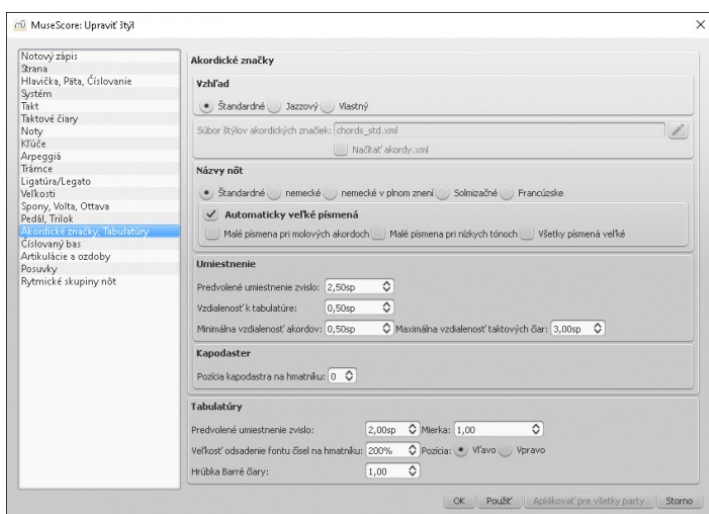 MuseScore: Upraviť štýl
Notový zápis
Strana
Hlavička, Päta, Číslovanie
Systém
Takt
Taktové čiary
Noty
Kľúče
Arpeggiá
Trámce
Ligatúra/Legato
Veľkosti
Spony, Volta, Ottava
Pedál, Trilok
Akordické značky, Tabulatúry
Číslovaný bas
Artikulácie a ozdoby
Posuvky
Rytmické skupiny nôt
Akordické značky
Vzhľad
Štandardné Jazzový Vlastný
Súbor štýlov akordických značiek: chords_std.xml
Načítať akordy.xml
Názvy nôt
Štandardné nemecké nemecké v plnom znení Solmizačné Francúzske
Automaticky veľké písmená
Malé písmena pri molových akordoch Malé písmena pri nízkych tónoch Všetky písmená veľké
Umiestnenie
Predvolené umiestnenie zvislo: 2,50sp
Vzdialenosť k tabulatúre: 0,50sp
Minimálna vzdialenosť akordov: 0,50sp Maximálna vzdialenosť taktových čiar: 3,00sp
Kapodaster
Pozícia kapodastra na hmatníku: 0
Tabulatúry
Predvolené umiestnenie zvislo: 2,00sp Mierka: 1,00
Veľkosť odsadenie fontu čísel na hmatníku: 200% Pozícia: Vľavo Vpravo
Hrúbka Barré čiary: 1,00
OK Použiť Aplikovať pre všetky party Storno